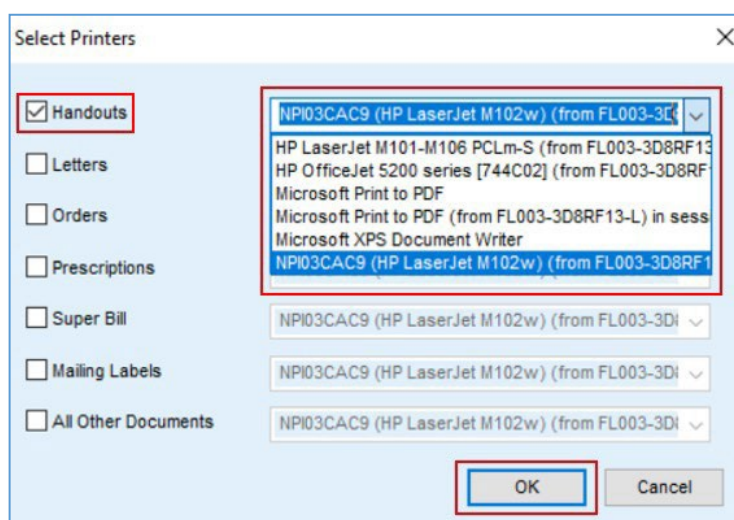 Select Printers
Handouts
NPI03CAC9 (HP LaserJet M102w) (from FL003-3D
HP LaserJet M101-M106 PCLm-S (from FL003-3D8RF13
Letters
HP OfficeJet 5200 series [744C02] (from FL003-3D8RF
Microsoft Print to PDF
Orders
Microsoft Print to PDF (from FL003-3D8RF13-L) in sess
Microsoft XPS Document Writer
Prescriptions
NPI03CAC9 (HP LaserJet M102w) (from FL003-3D8RF1
Super Bill
NPI03CAC9 (HP LaserJet M102w) (from FL003-3D
Mailing Labels
NPI03CAC9 (HP LaserJet M102w) (from FL003-3D
All Other Documents
NPI03CAC9 (HP LaserJet M102w) (from FL003-3D
OK
Cancel